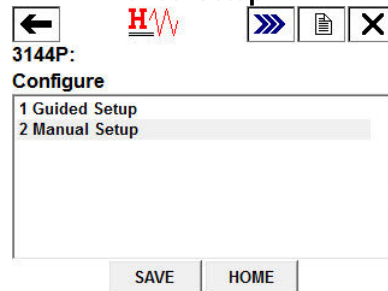 H
3144P:
Configure
1 Guided Setup
2 Manual Setup
SAVE HOME